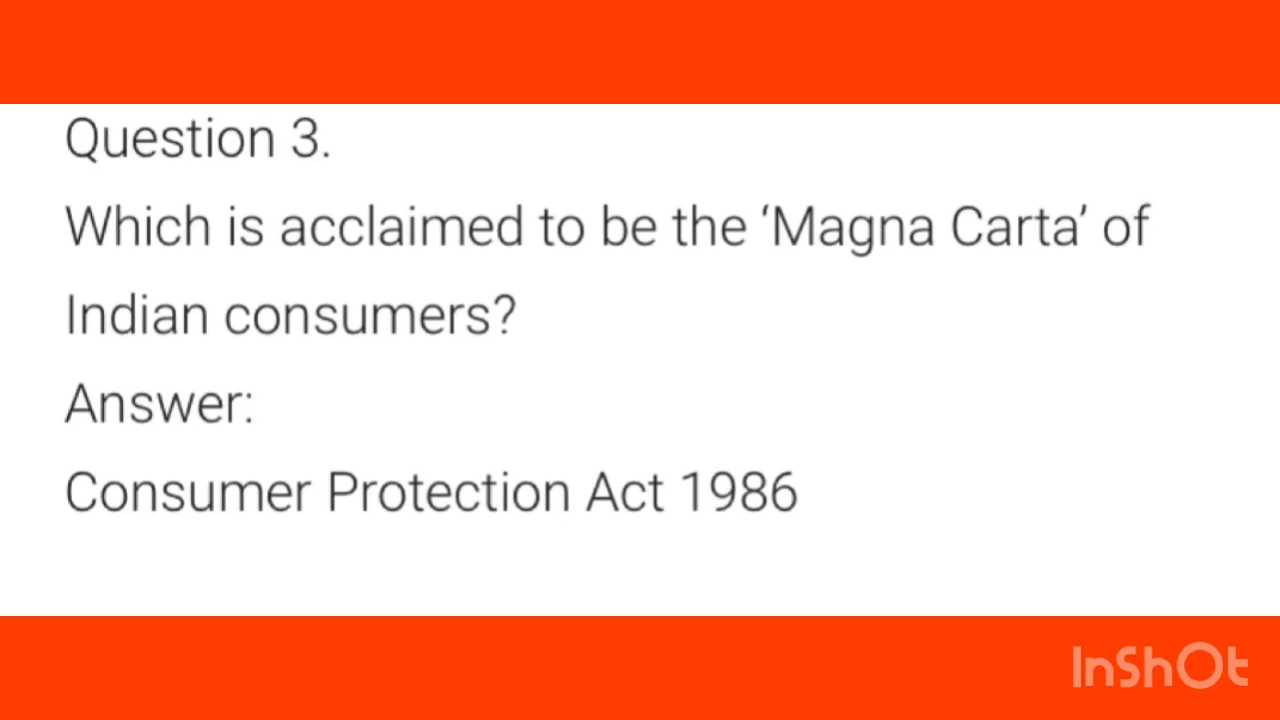 Question 3.
Which is acclaimed to be the ‘Magna Carta’ of
Indian consumers?
Answer:
Consumer Protection Act 1986
InShOt